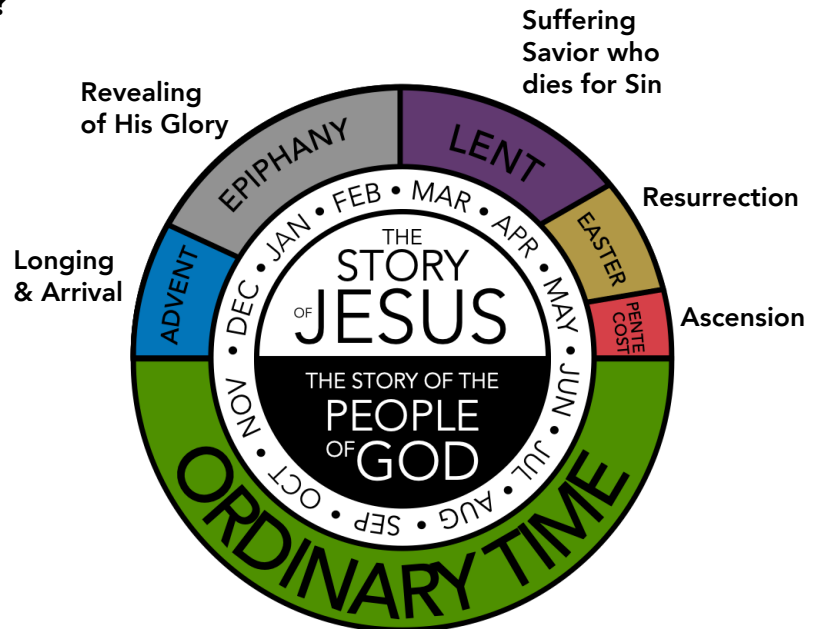 ?
Suffering
Savior who
dies for Sin
Revealing
of His Glory
EPIPHANY
LENT
Resurrection
EASTER
Longing
& Arrival
ADVENT
PENTE
COST
Ascension
DEC • JAN • FEB • MAR • APR • MAY • JUN • JUL • AUG • SEP • OCT • NOV •
THE
STORY
OF JESUS
THE STORY OF THE
PEOPLE
OF GOD
ORDINARY TIME